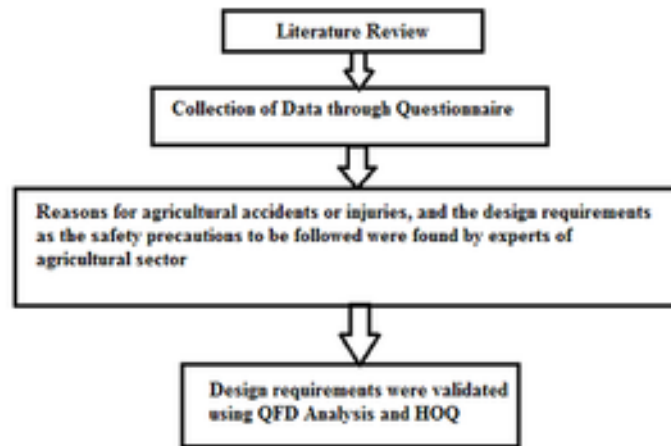 Literature Review
Collection of Data through Questionnaire
Reasons for agricultural accidents or injuries, and the design requirements
as the safety precautions to be followed were found by experts of
agricultural sector
Design requirements were validated
using QFD Analysis and HOQ